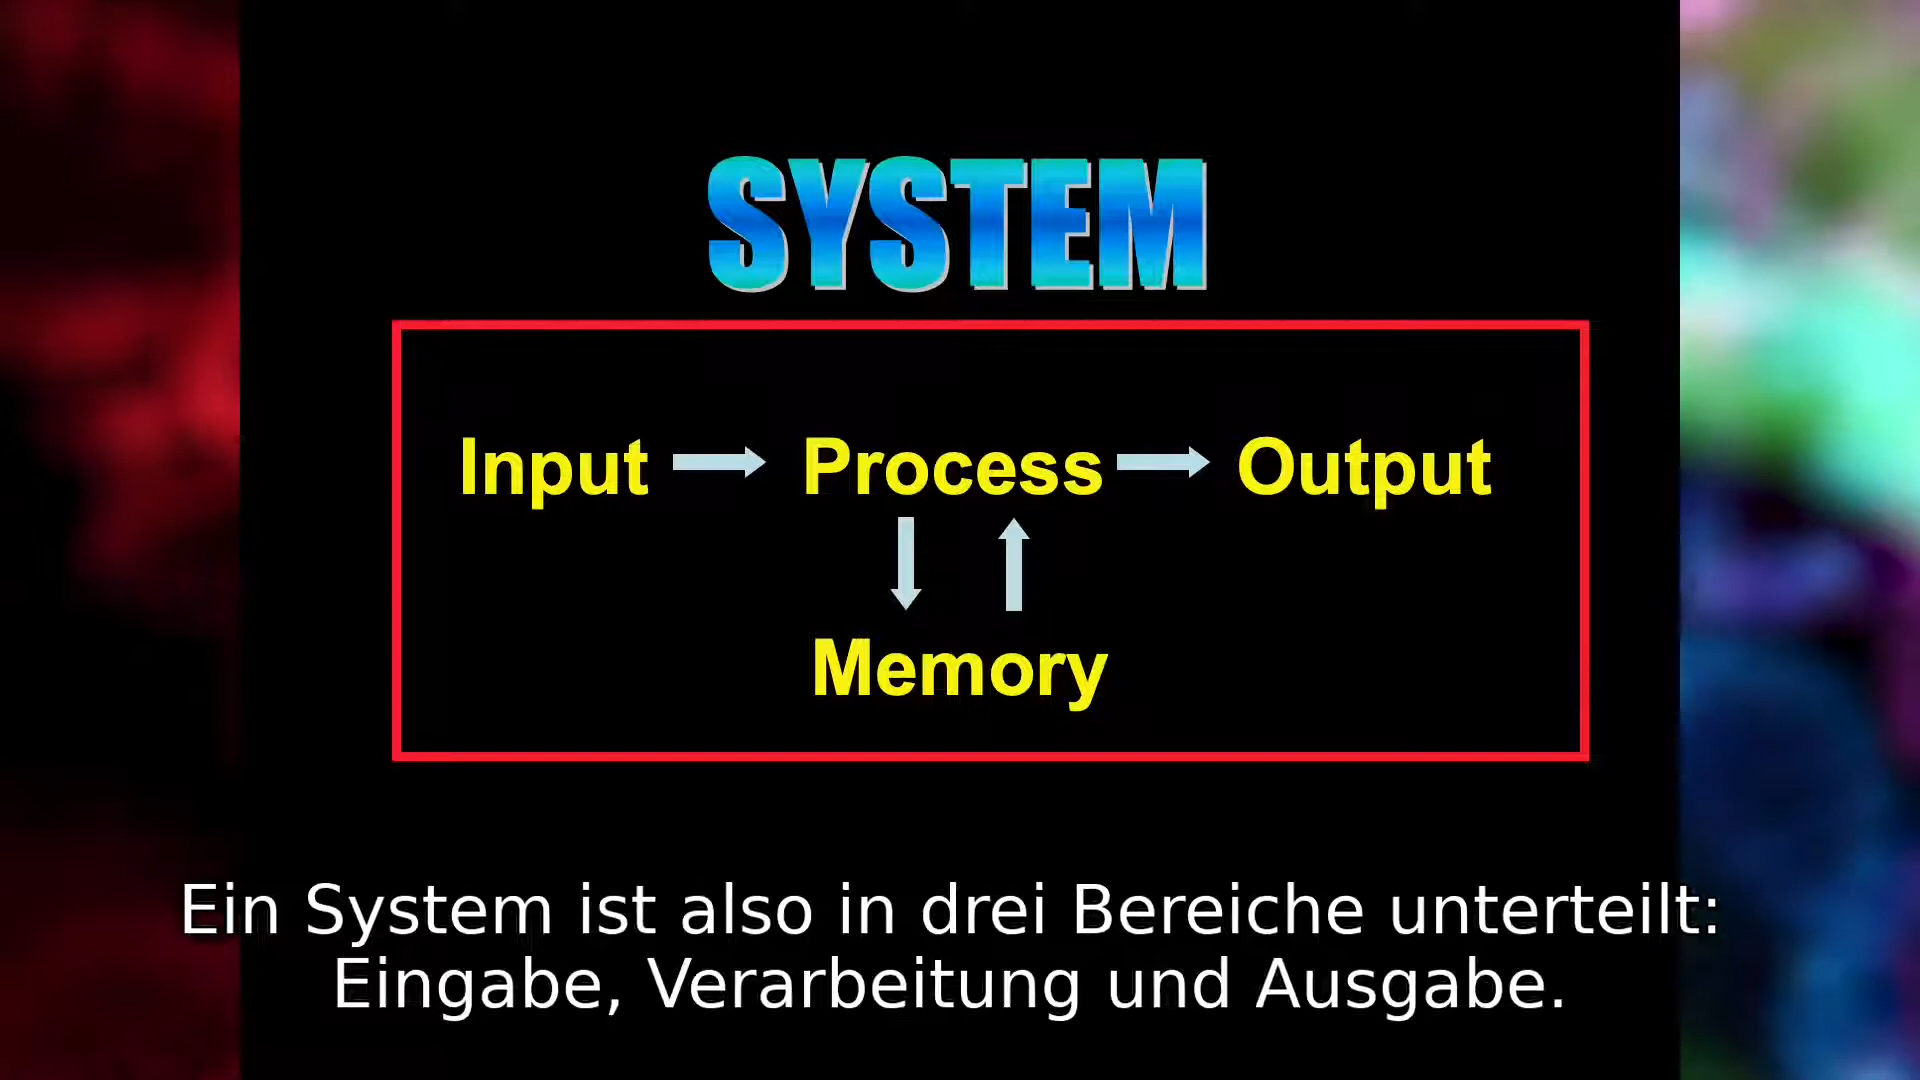 SYSTEM
Input Process Output
Memory
Ein System ist also in drei Bereiche unterteilt:
Eingabe, Verarbeitung und Ausgabe.